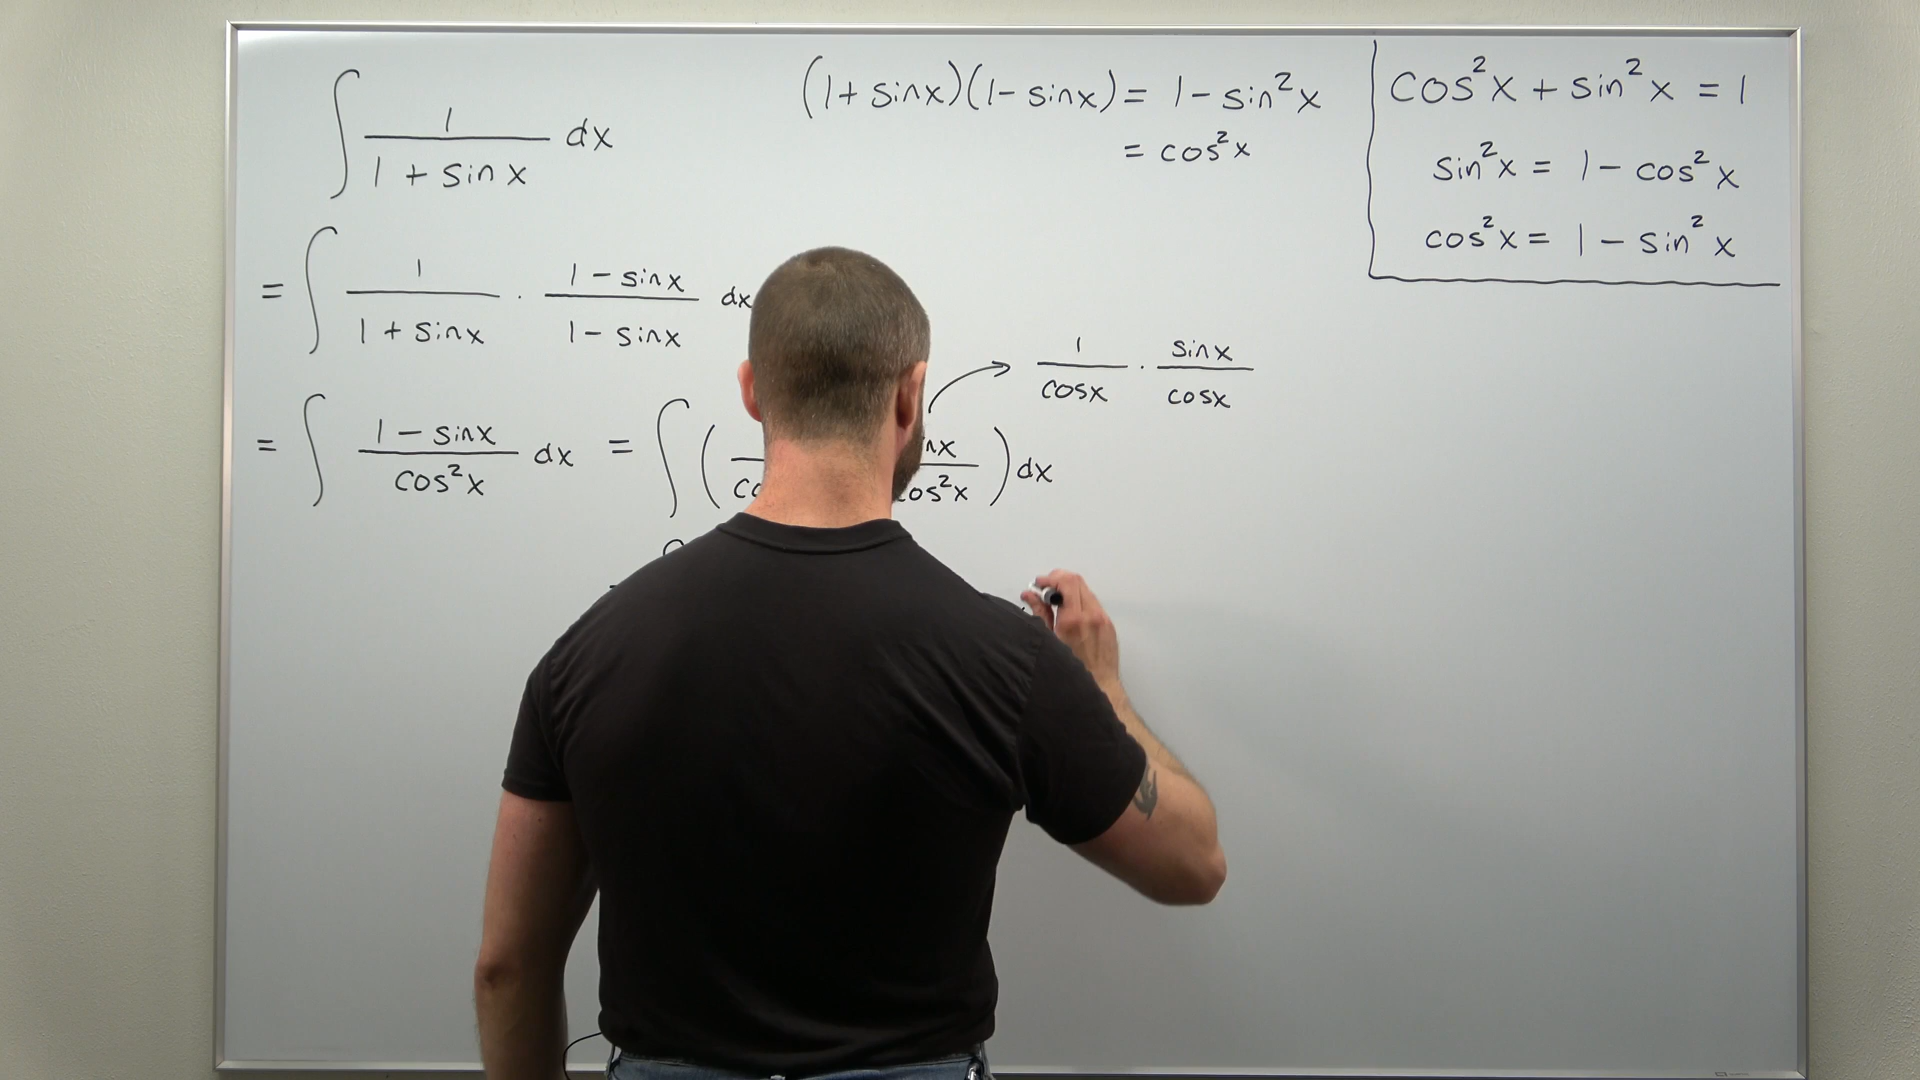 ∫ 1/(1 + sin x) dx
(1 + sinx)(1 - sinx) = 1 - sin²x
= cos²x
cos²x + sin²x = 1
sin²x = 1 - cos²x
cos²x = 1 - sin²x
= ∫ 1/(1 + sinx) · (1 - sinx)/(1 - sinx) dx
1/cosx · sinx/cosx
= ∫ (1 - sinx)/cos²x dx = ∫ ( cos²x ) dx